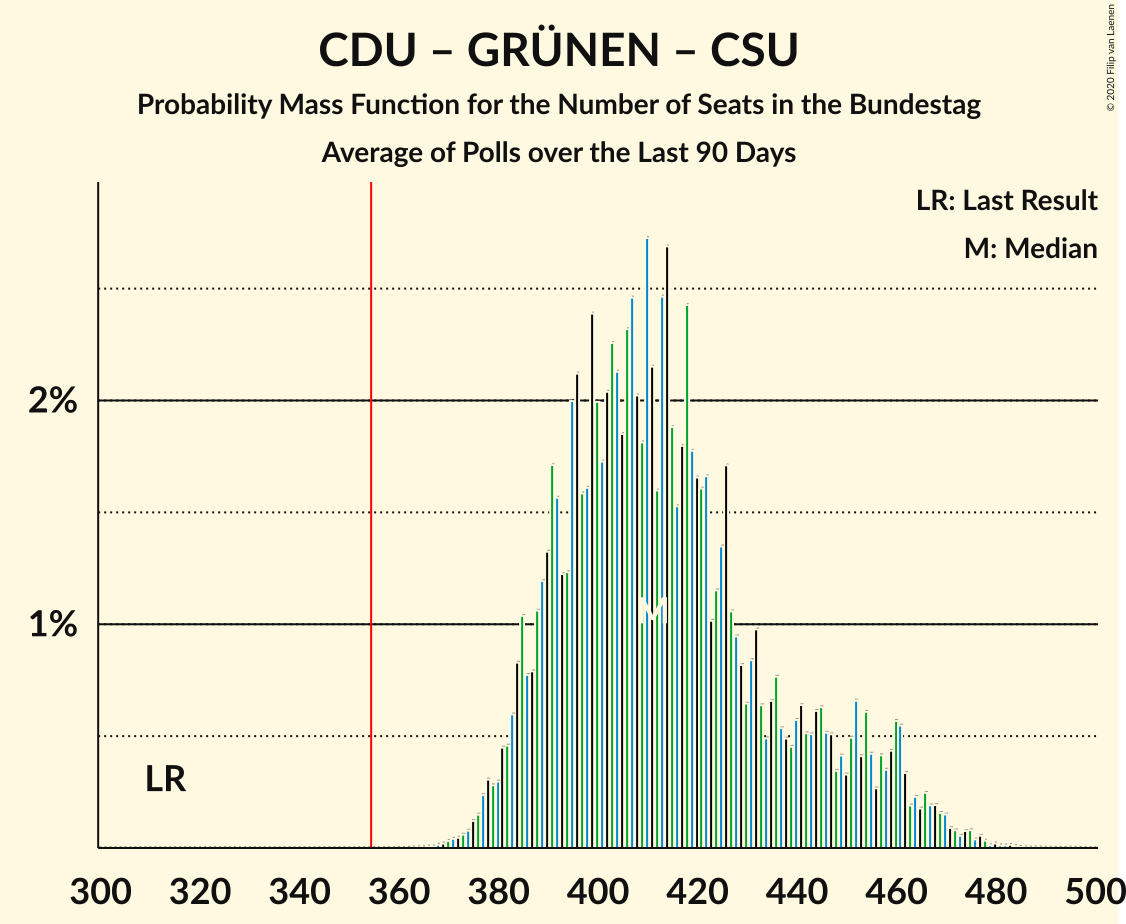 CDU – GRÜNEN – CSU
Probability Mass Function for the Number of Seats in the Bundestag
Average of Polls over the Last 90 Days
© 2020 Filip van Laenen
LR: Last Result
M: Median
2%
1%
M
LR
300 320 340 360 380 400 420 440 460 480 500